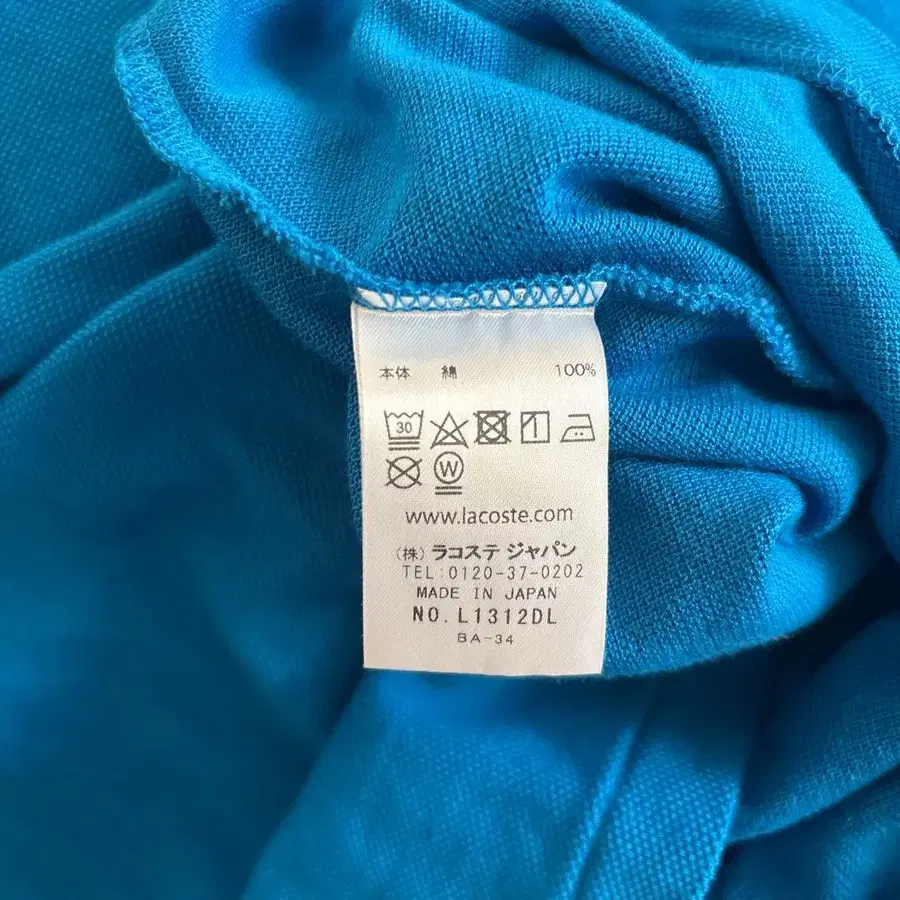 本体 綿 100%
30
W
www.lacoste.com
(株) ラコステ ジャパン
TEL:0120-37-0202
MADE IN JAPAN
NO.L1312DL
BA-34